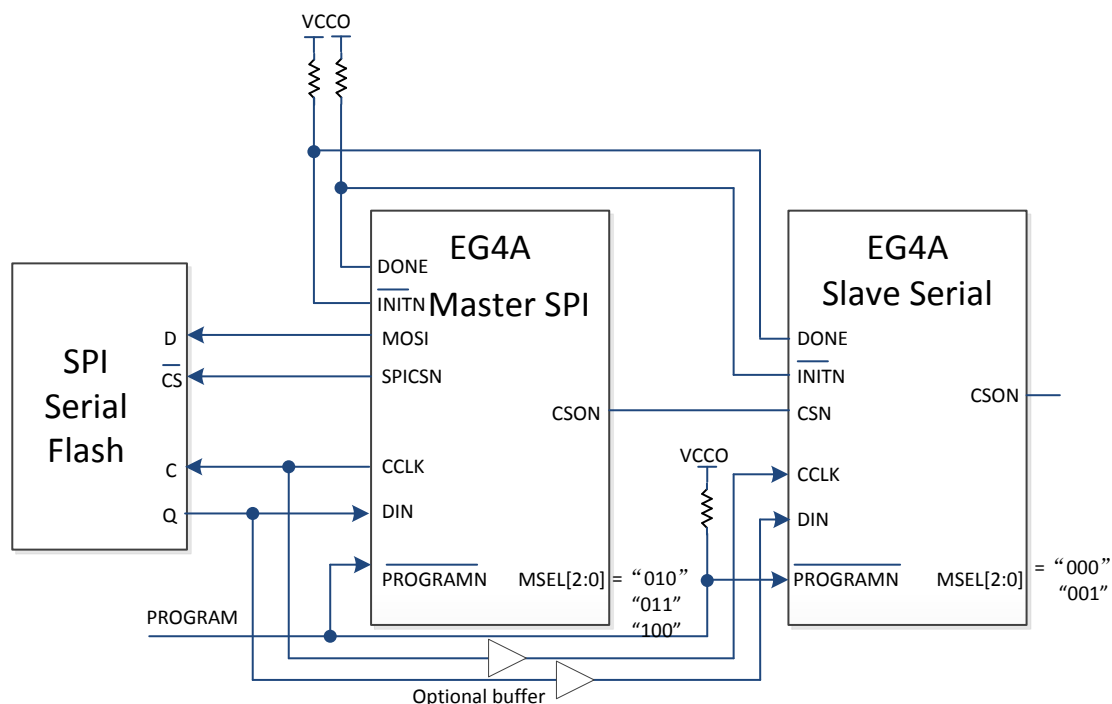 VCCO
EG4A
Master SPI
DONE
INITN
MOSI
SPICSN
CSON
CCLK
DIN
PROGRAMN
MSEL[2:0] = “010”
“011”
“100”
EG4A
Slave Serial
DONE
INITN
CSN
CSON
CCLK
DIN
PROGRAMN
MSEL[2:0] = “000”
“001”
SPI
Serial
Flash
D
CS
C
Q
VCCO
PROGRAM
Optional buffer